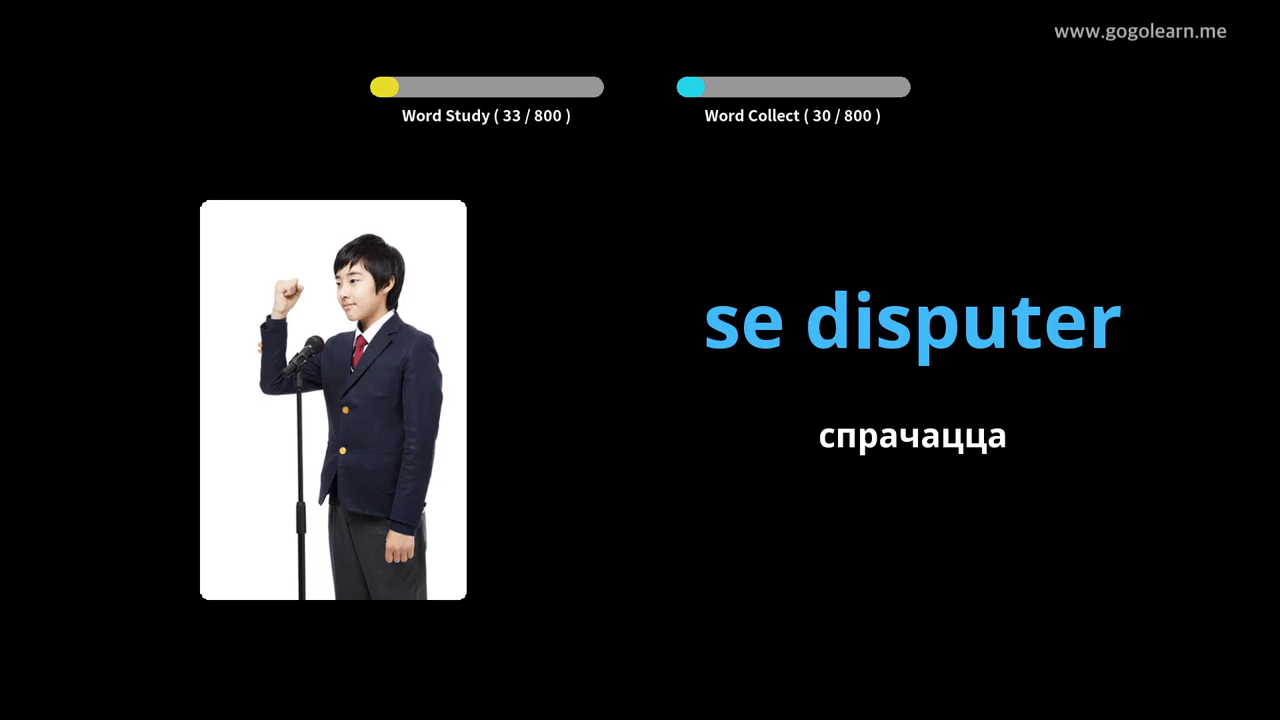 www.gogolearn.me
Word Study ( 33 / 800 )
Word Collect ( 30 / 800 )
se disputer
спрачацца